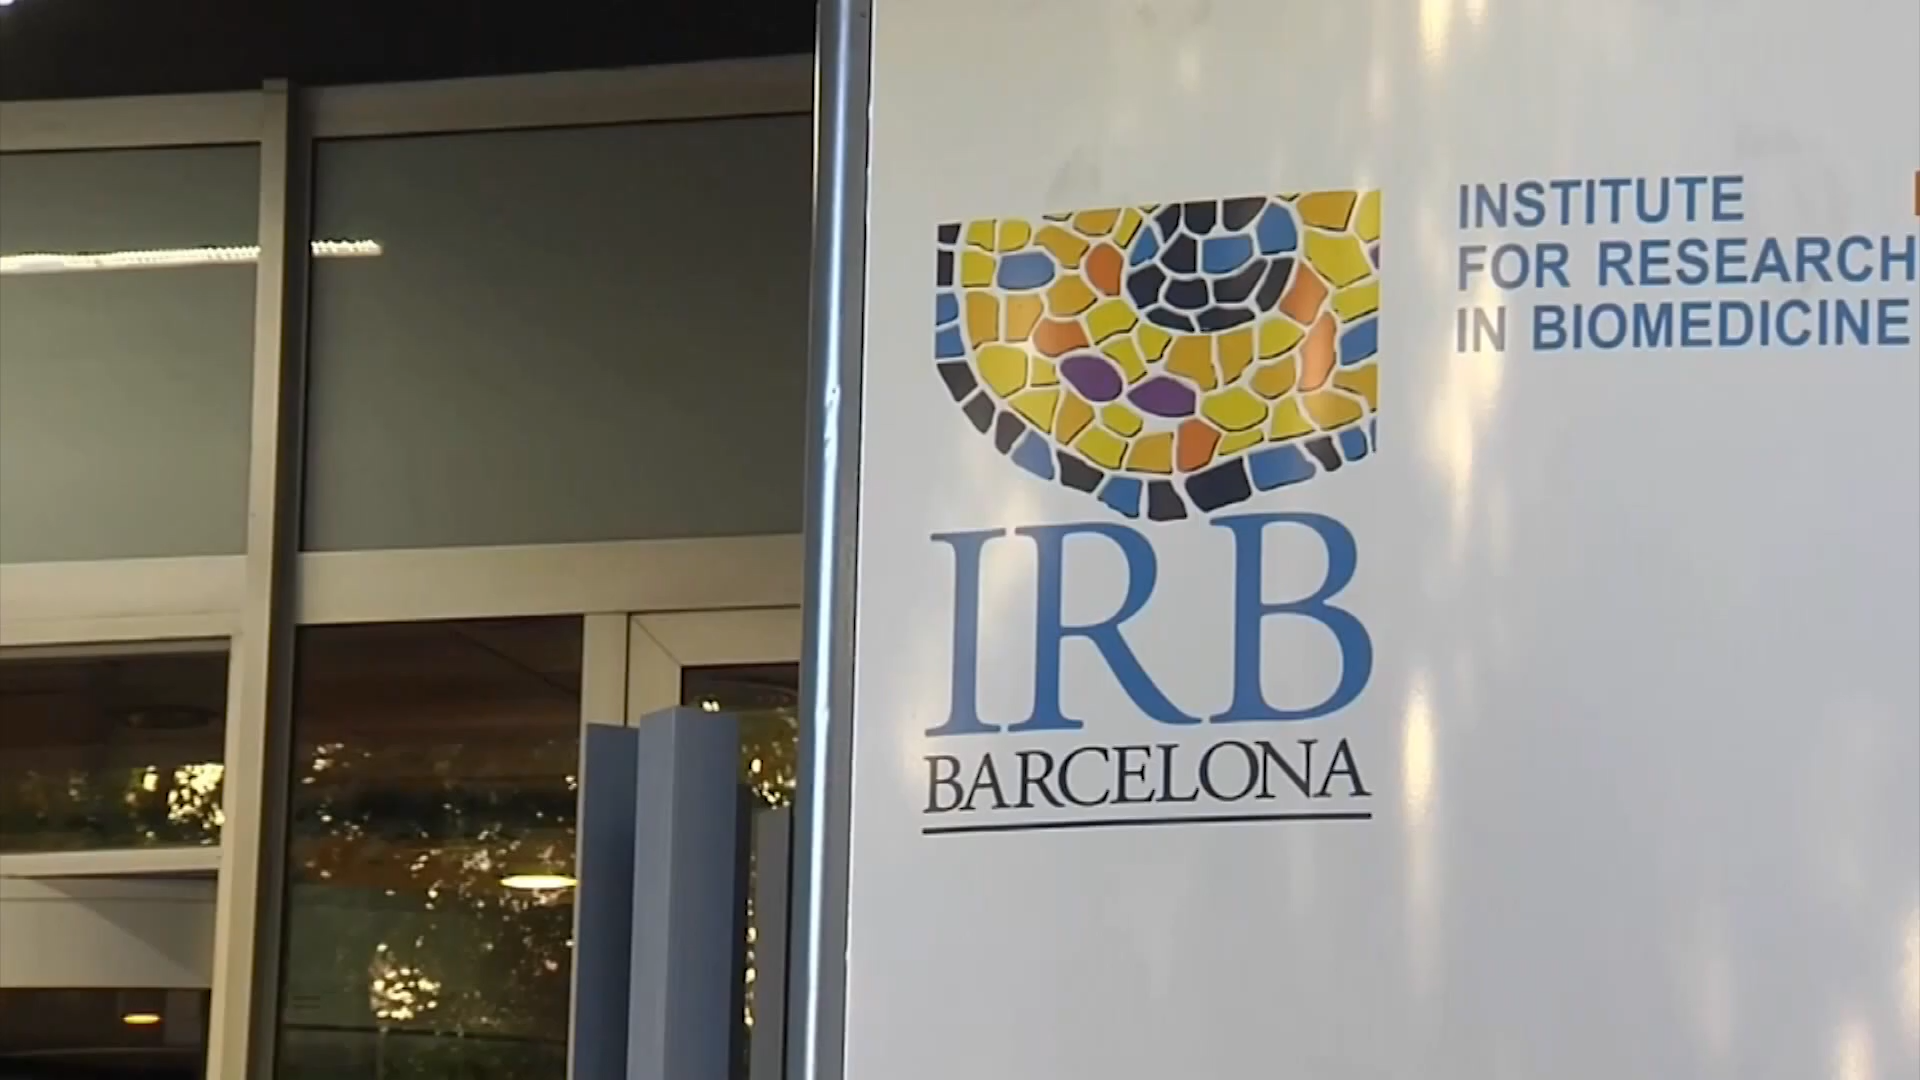 INSTITUTE
FOR RESEARCH
IN BIOMEDICINE
IRB
BARCELONA